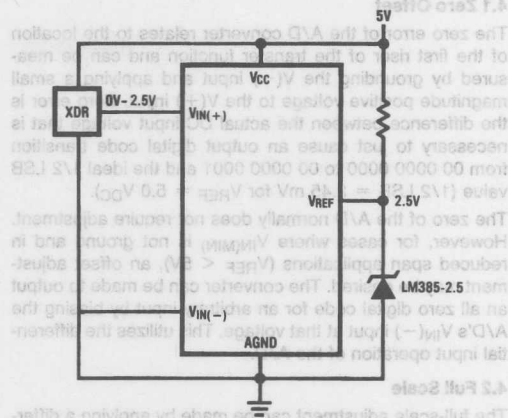 4.1 Zero Offset
5V
The zero error of the A/D converter relates to the location
of the first riser of the transfer function and can be mea-
sured by grounding the V(-) input and applying a small
magnitude positive voltage to the V(+) input. Zero error is
the difference between the actual DC input voltage that is
necessary to just cause an output digital code transition
from 00 0000 0000 to 00 0000 0001 and the ideal 1/2 LSB
value (1/2 LSB = mV for VREF = 5.0 VDC).
The zero of the A/D normally does not require adjustment.
However, for cases where VIN(MIN) is not ground and in
reduced span applications (VREF < 5V), an offset adjust-
ment may be desired. The converter can be made to output
an all zero digital code for an arbitrary input by biasing the
A/D's VIN(-) input at that voltage. This utilizes the differen-
tial input operation of the A/D.
4.2 Full Scale
The full-scale adjustment can be made by applying a differ-
VCC
XDR
0V- 2.5V
VIN(+)
VREF
2.5V
LM385-2.5
VIN(-)
AGND